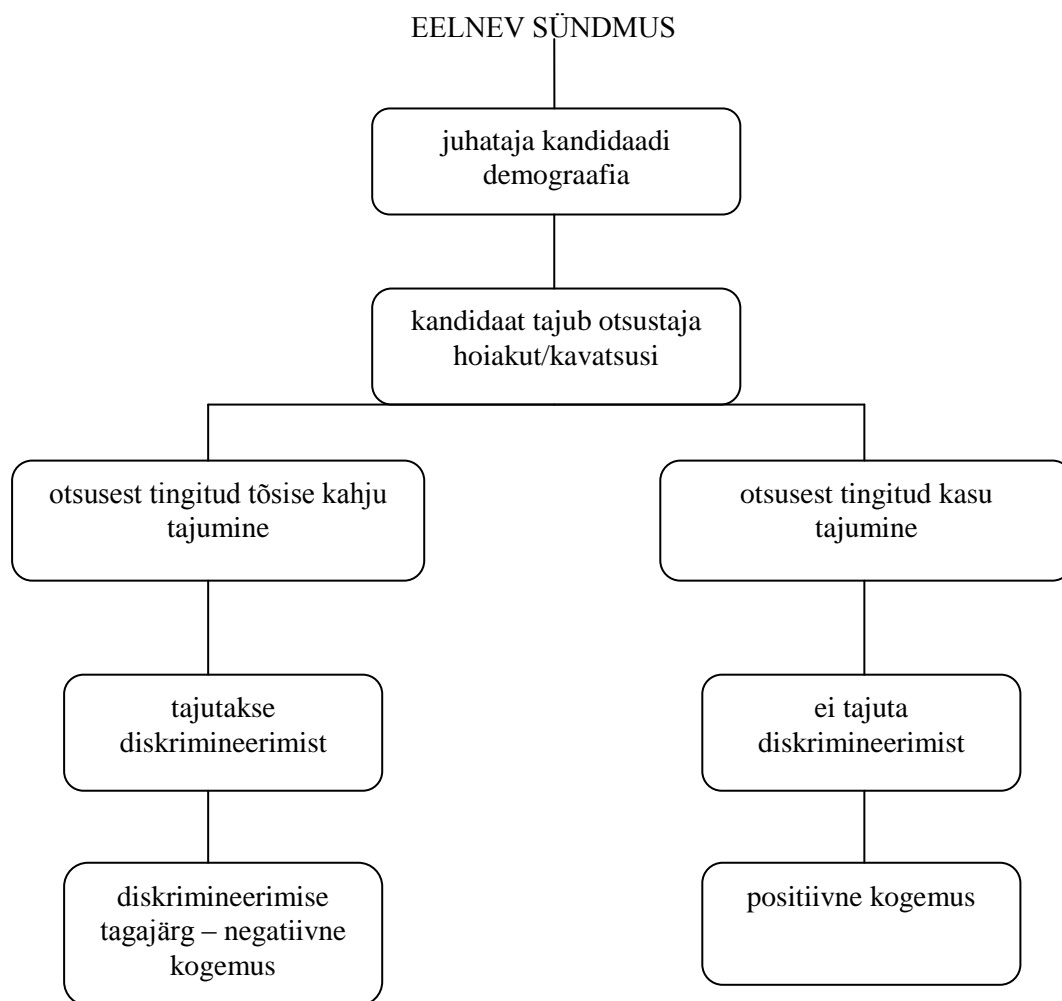 EELNEV SÜNDMUS
juhataja kandidaadi
demograafia
kandidaat tajub otsustaja
hoiakut/kavatsusi
otsusest tingitud tõsise kahju
tajumine
otsusest tingitud kasu
tajumine
tajutakse
diskrimineerimist
ei tajuta
diskrimineerimist
diskrimineerimise
tagajärg – negatiivne
kogemus
positiivne kogemus